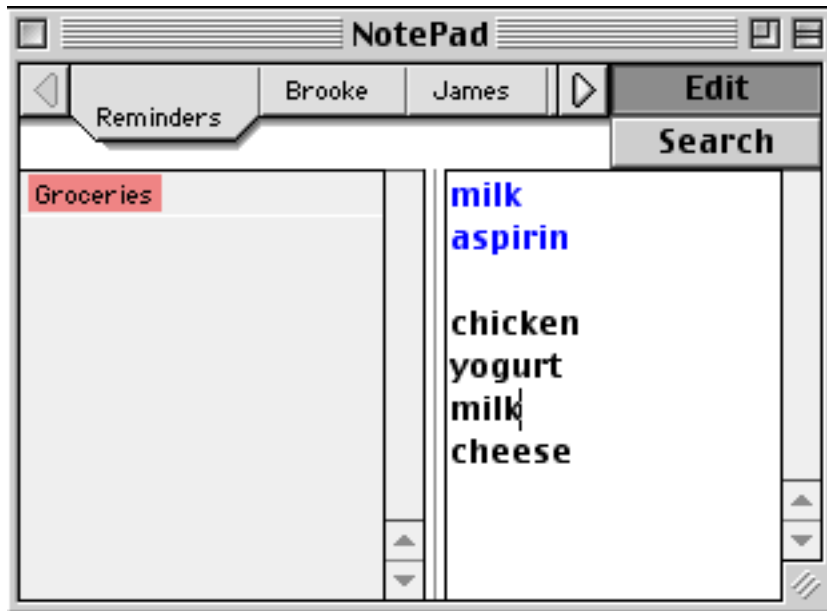 NotePad
Reminders Brooke James Edit
Search
Groceries
milk
aspirin
chicken
yogurt
milk
cheese